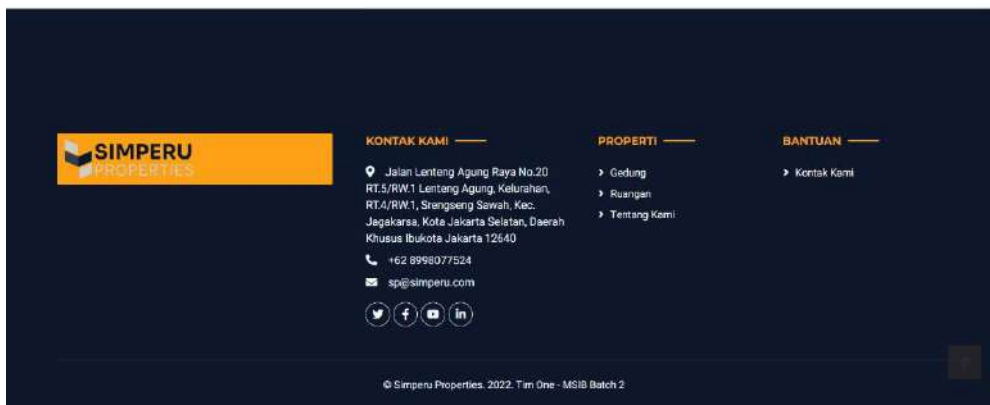 SIMPERU
PROPERTIES
KONTAK KAMI
Jalan Lenteng Agung Raya No.20
RT.5/RW.1 Lenteng Agung, Kelurahan,
RT.4/RW.1, Srengseng Sawah, Kec.
Jagakarsa, Kota Jakarta Selatan, Daerah
Khusus Ibukota Jakarta 12640
+62 8998077524
sp@simperu.com
PROPERTI
Gedung
Ruangan
Tentang Kami
BANTUAN
Kontak Kami
© Simperu Properties. 2022. Tim One - MSIB Batch 2